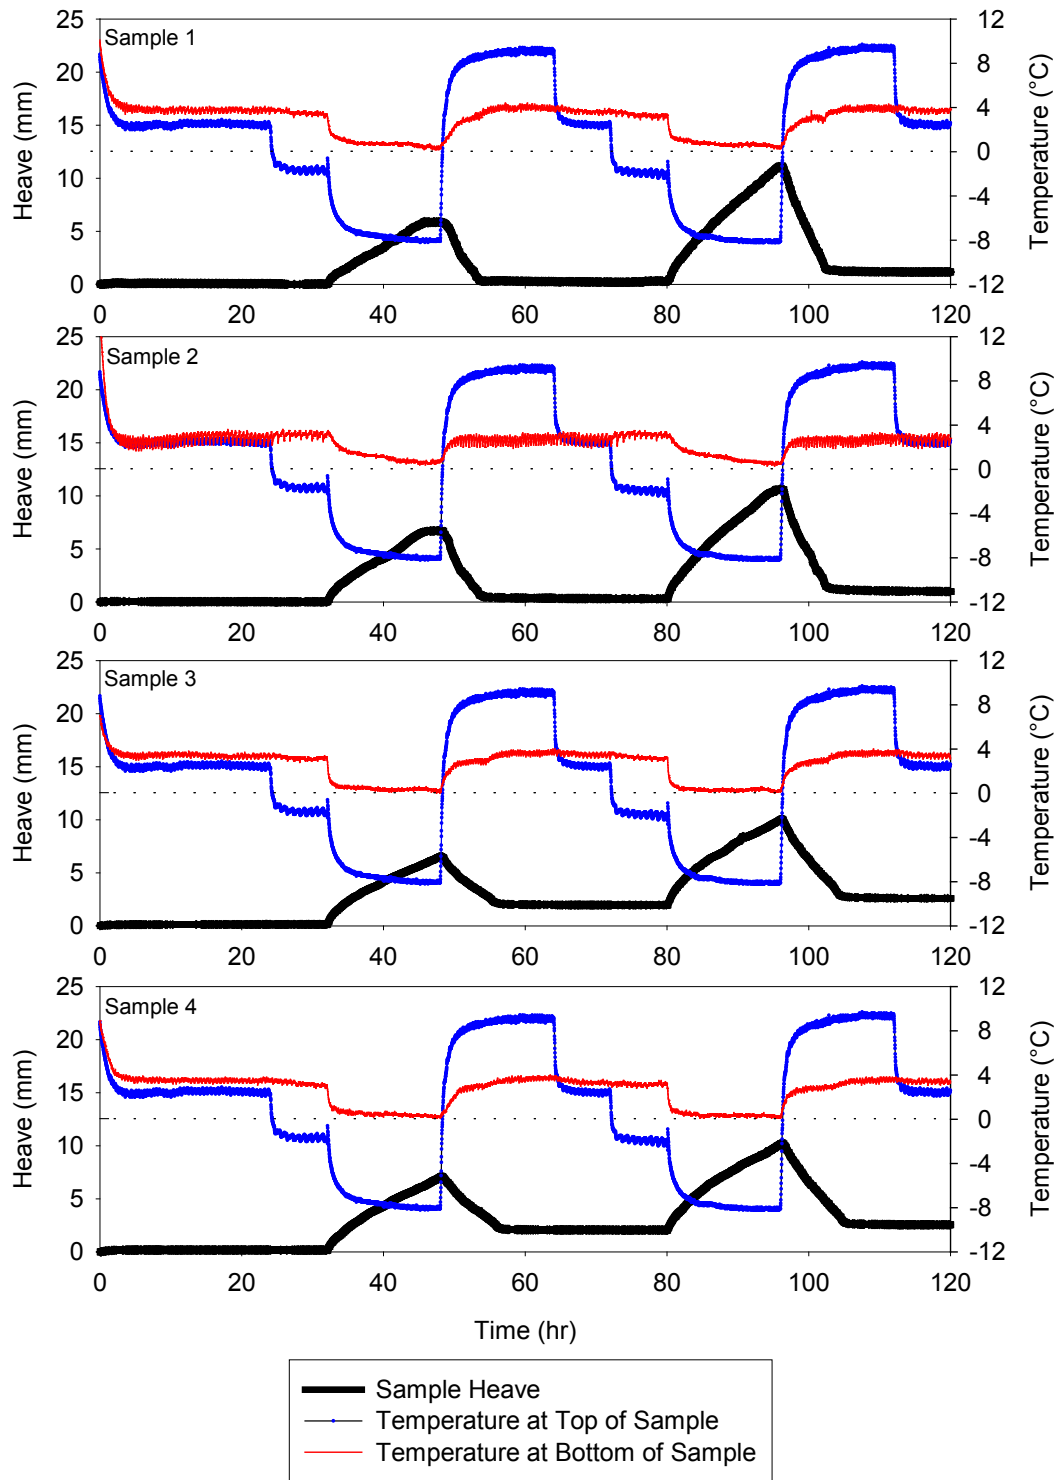 Sample 1
Heave (mm)
25
20
15
10
5
0
12
8
4
0
-4
-8
-12
Temperature (°C)
0 20 40 60 80 100 120
Sample 2
Heave (mm)
25
20
15
10
5
0
12
8
4
0
-4
-8
-12
Temperature (°C)
0 20 40 60 80 100 120
Sample 3
Heave (mm)
25
20
15
10
5
0
12
8
4
0
-4
-8
-12
Temperature (°C)
0 20 40 60 80 100 120
Sample 4
Heave (mm)
25
20
15
10
5
0
12
8
4
0
-4
-8
-12
Temperature (°C)
0 20 40 60 80 100 120
Time (hr)
Sample Heave
Temperature at Top of Sample
Temperature at Bottom of Sample